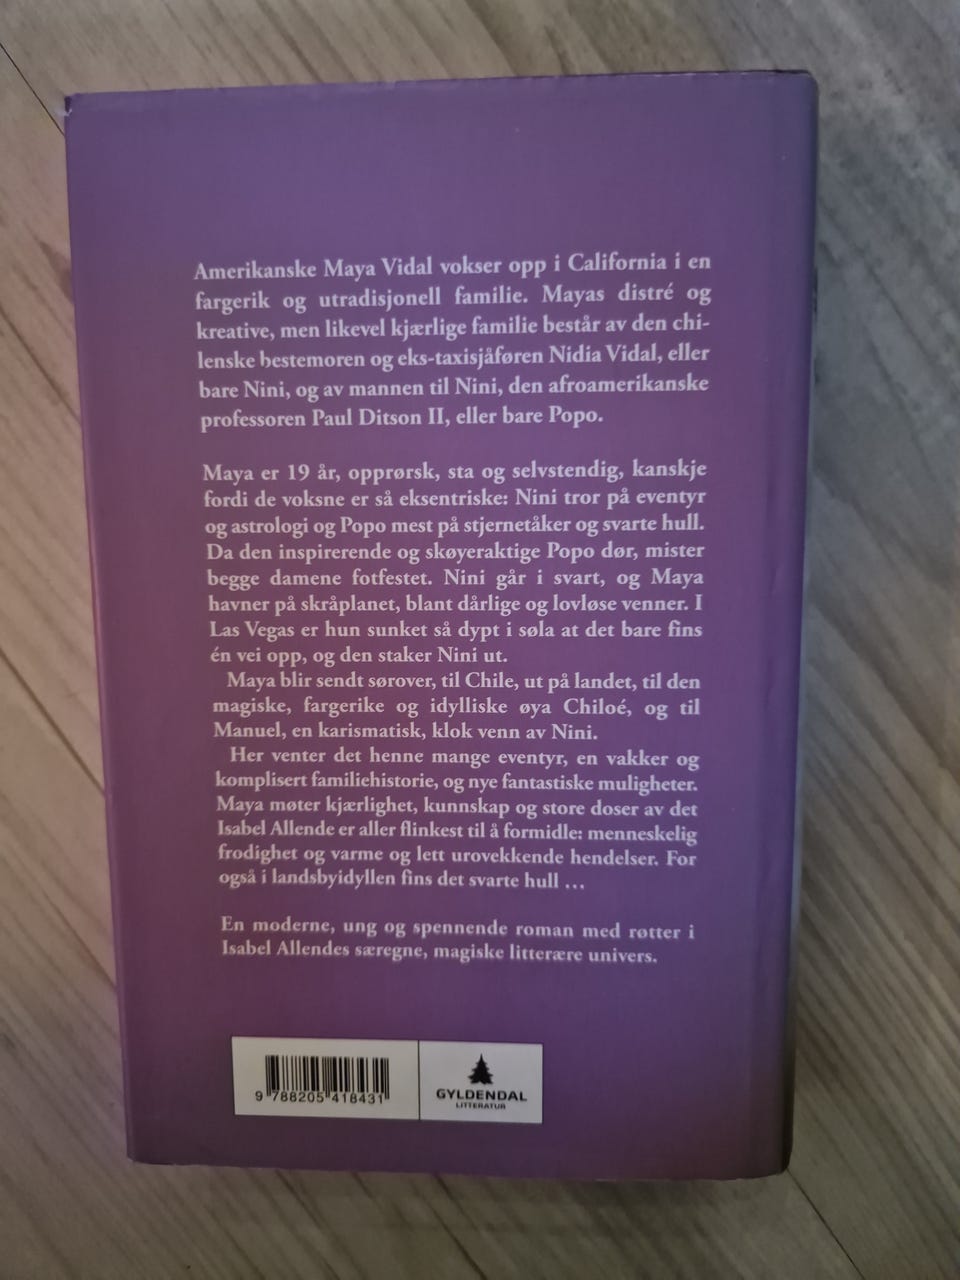 Amerikanske Maya Vidal vokser opp i California i en
fargerik og utradisjonell familie. Mayas distré og
kreative, men likevel kjærlige familie består av den chi-
lenske bestemoren og eks-taxisjåføren Nidia Vidal, eller
bare Nini, og av mannen til Nini, den afroamerikanske
professoren Paul Ditson II, eller bare Popo.
Maya er 19 år, opprørsk, sta og selvstendig, kanskje
fordi de voksne er så eksentriske: Nini tror på eventyr
og astrologi og Popo mest på stjernetåker og svarte hull.
Da den inspirerende og skøyeraktige Popo dør, mister
begge damene fotfestet. Nini går i svart, og Maya
havner på skråplanet, blant dårlige og lovløse venner. I
Las Vegas er hun sunket så dypt i søla at det bare fins
én vei opp, og den staker Nini ut.
Maya blir sendt sørover, til Chile, ut på landet, til den
magiske, fargerike og idylliske øya Chiloé, og til
Manuel, en karismatisk, klok venn av Nini.
Her venter det henne mange eventyr, en vakker og
komplisert familiehistorie, og nye fantastiske muligheter.
Maya møter kjærlighet, kunnskap og store doser av det
Isabel Allende er aller flinkest til å formidle: menneskelig
frodighet og varme og lett urovekkende hendelser. For
også i landsbyidyllen fins det svarte hull ...
En moderne, ung og spennende roman med røtter i
Isabel Allendes særegne, magiske litterære univers.
9 788205 418431
GYLDENDAL
LITTERATUR